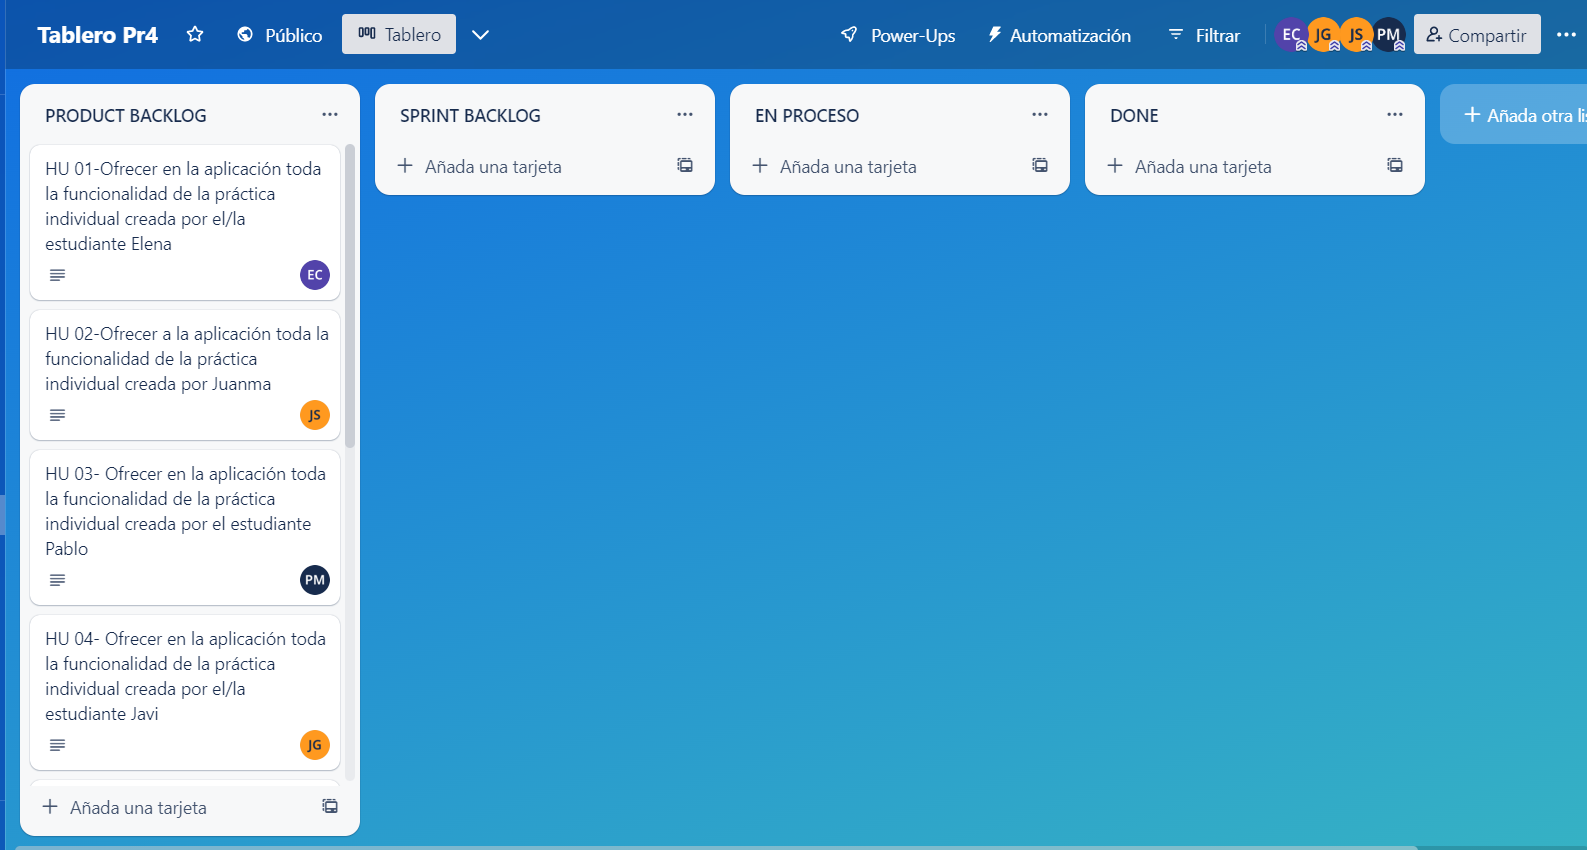 Tablero Pr4
Público
Tablero
Power-Ups
Automatización
Filtrar
EC
JG
JS
PM
Compartir
PRODUCT BACKLOG
HU 01-Ofrecer en la aplicación toda
la funcionalidad de la práctica
individual creada por el/la
estudiante Elena
EC
HU 02-Ofrecer a la aplicación toda la
funcionalidad de la práctica
individual creada por Juanma
JS
HU 03- Ofrecer en la aplicación toda
la funcionalidad de la práctica
individual creada por el estudiante
Pablo
PM
HU 04- Ofrecer en la aplicación toda
la funcionalidad de la práctica
individual creada por el/la
estudiante Javi
JG
Añada una tarjeta
SPRINT BACKLOG
Añada una tarjeta
EN PROCESO
Añada una tarjeta
DONE
Añada una tarjeta
Añada otra lis